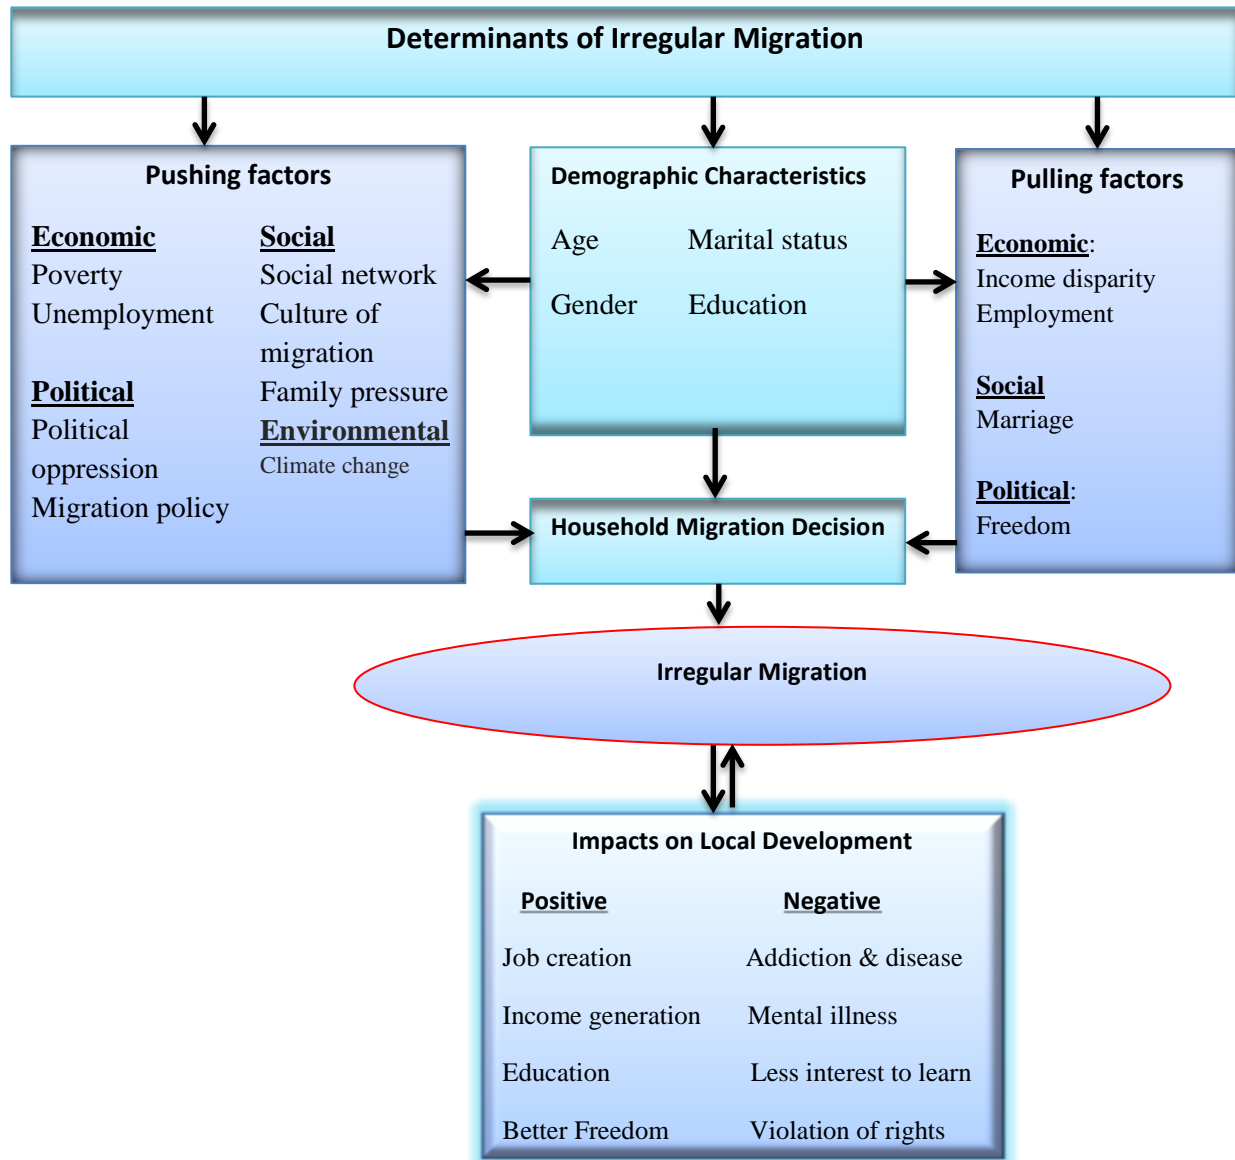 Determinants of Irregular Migration
Pushing factors
Economic
Poverty
Unemployment
Political
Political
oppression
Migration policy
Social
Social network
Culture of
migration
Family pressure
Environmental
Climate change
Demographic Characteristics
Age Marital status
Gender Education
Pulling factors
Economic:
Income disparity
Employment
Social
Marriage
Political:
Freedom
Household Migration Decision
Irregular Migration
Impacts on Local Development
Positive Negative
Job creation Addiction & disease
Income generation Mental illness
Education Less interest to learn
Better Freedom Violation of rights